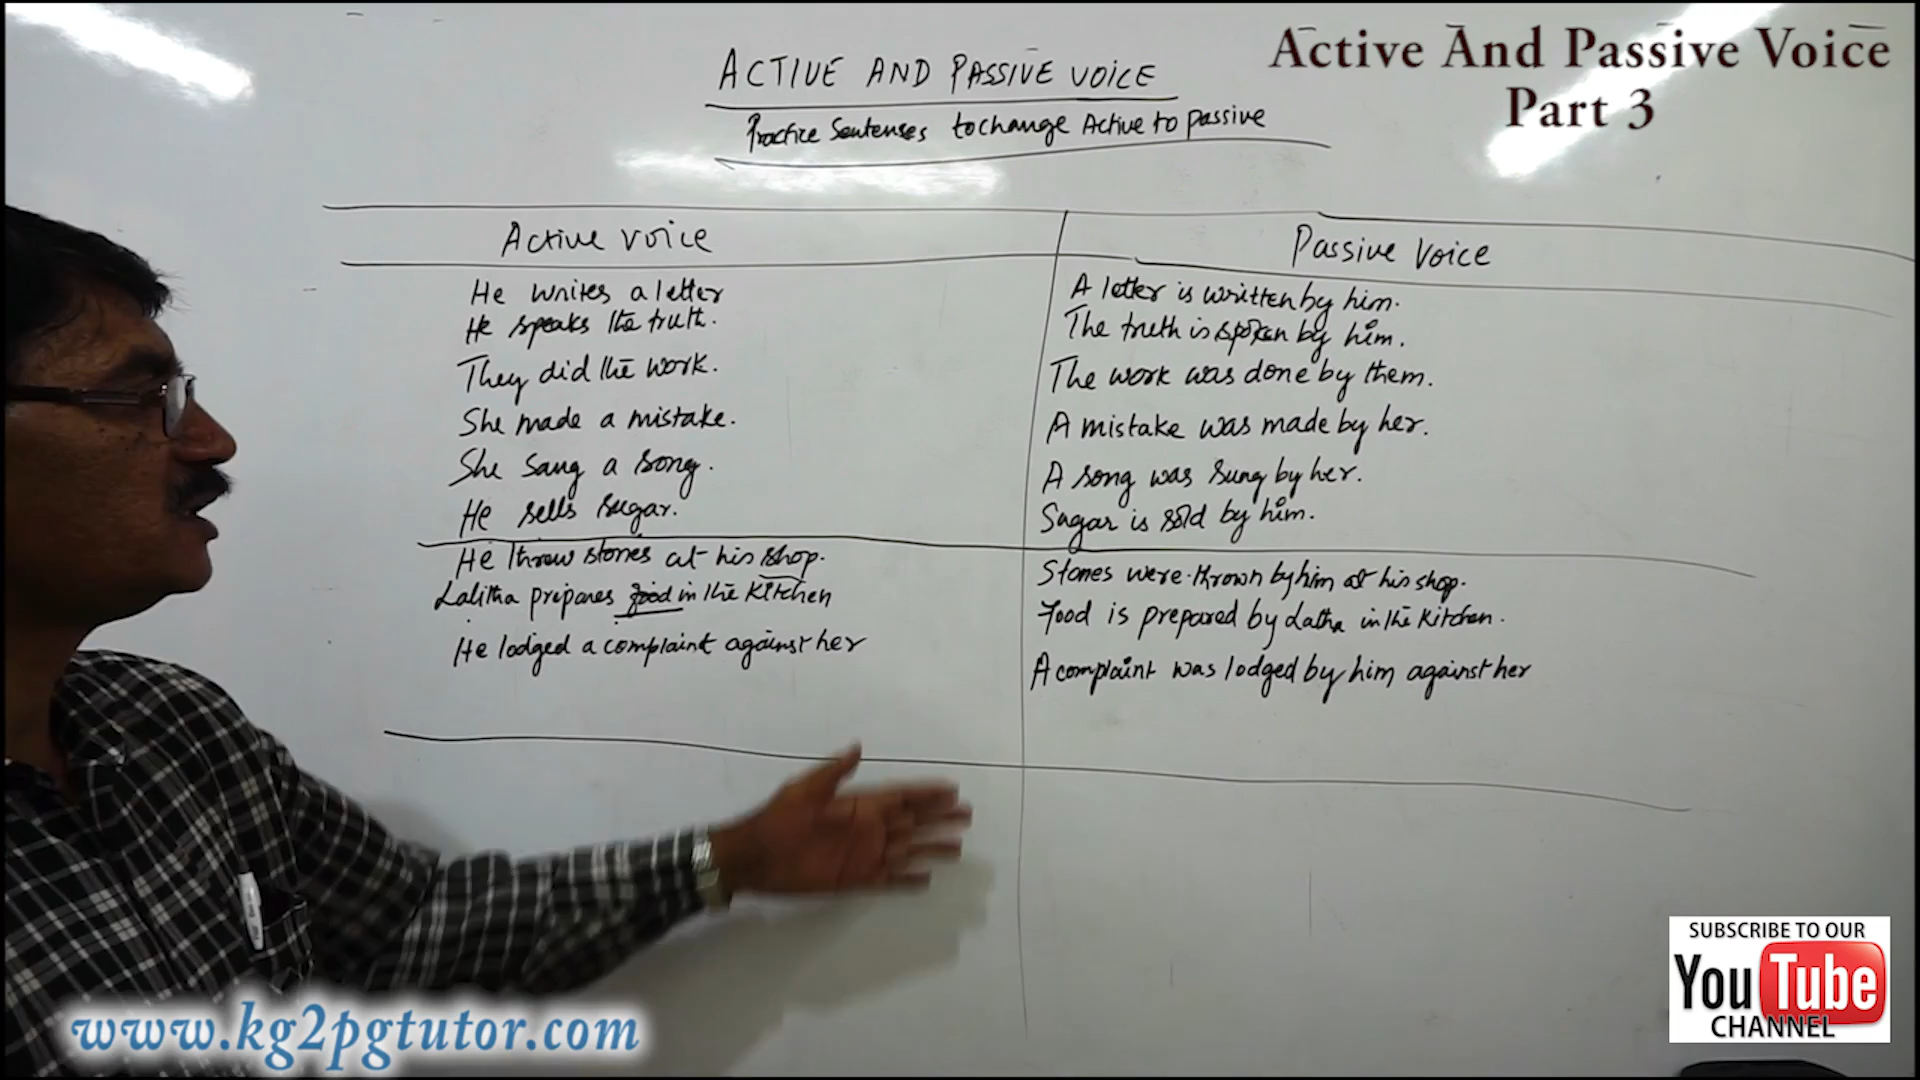 Active And Passive Voice
Part 3
ACTIVE AND PASSIVE VOICE
Practice Sentenses to change Active to passive
Active voice
Passive Voice
He writes a letter
A letter is written by him.
He speaks the truth.
The truth is spoken by him.
They did the work.
The work was done by them.
She made a mistake.
A mistake was made by her.
She sang a song.
A song was sung by her.
He sells sugar.
Sugar is sold by him.
He threw stones at his shop.
Stones were thrown by him at his shop.
Lalitha prepares food in the Kitchen
Food is prepared by Latha in the Kitchen.
He lodged a complaint against her
A complaint was lodged by him against her
SUBSCRIBE TO OUR
YouTube
CHANNEL
www.kg2pgtutor.com